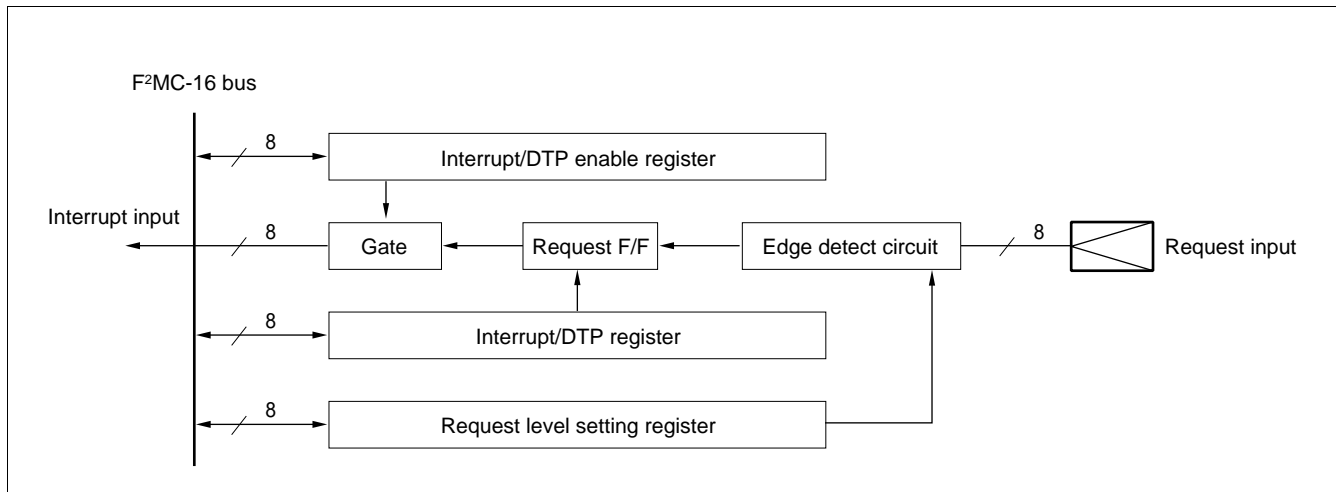 F²MC-16 bus
8
Interrupt/DTP enable register
Interrupt input
8
Gate
Request F/F
Edge detect circuit
8
Request input
8
Interrupt/DTP register
8
Request level setting register